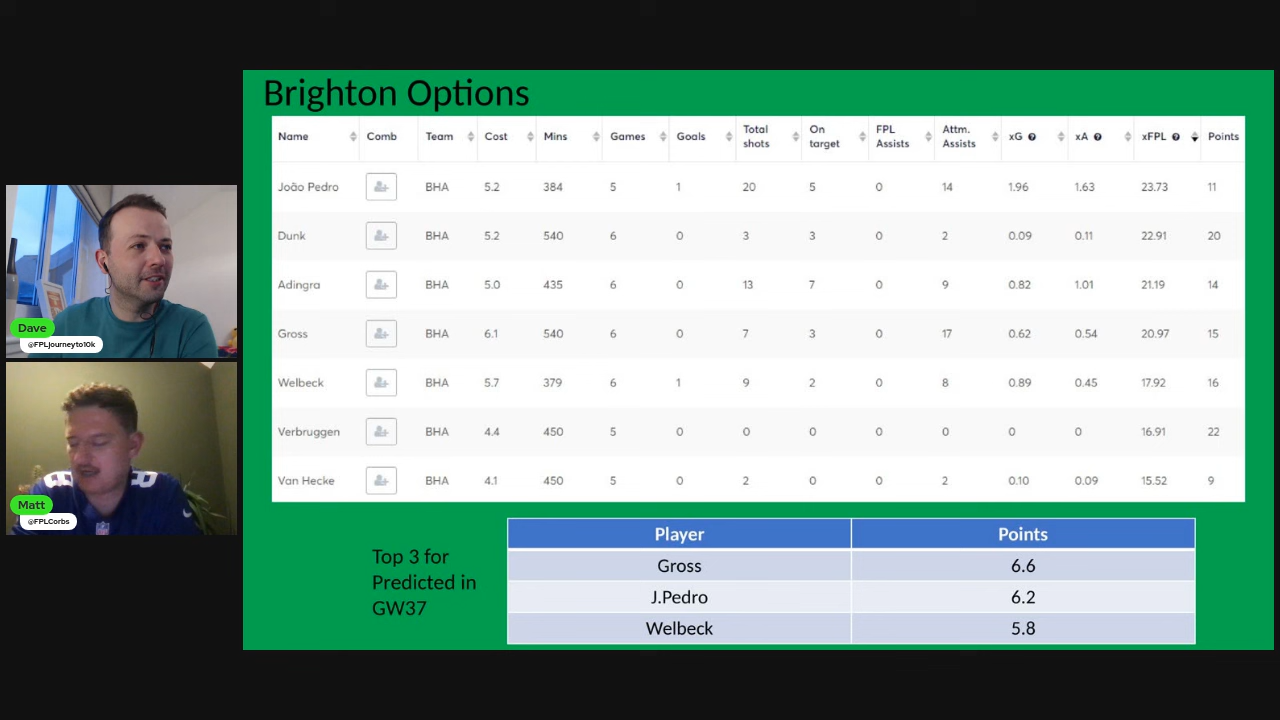 Brighton Options
Name Comb Team Cost Mins Games Goals Total shots On target FPL Assists Attm. Assists xG xA xFPL Points
João Pedro BHA 5.2 384 5 1 20 5 0 14 1.96 1.63 23.73 11
Dunk BHA 5.2 540 6 0 3 3 0 2 0.09 0.11 22.91 20
Adingra BHA 5.0 435 6 0 13 7 0 9 0.82 1.01 21.19 14
Gross BHA 6.1 540 6 0 7 3 0 17 0.62 0.54 20.97 15
Welbeck BHA 5.7 379 6 1 9 2 0 8 0.89 0.45 17.92 16
Verbruggen BHA 4.4 450 5 0 0 0 0 0 0 0 16.91 22
Van Hecke BHA 4.1 450 5 0 2 0 0 2 0.10 0.09 15.52 9
Top 3 for
Predicted in
GW37
Player Points
Gross 6.6
J.Pedro 6.2
Welbeck 5.8
Dave
@FPLjourneyto10k
Matt
@FPLCorbs